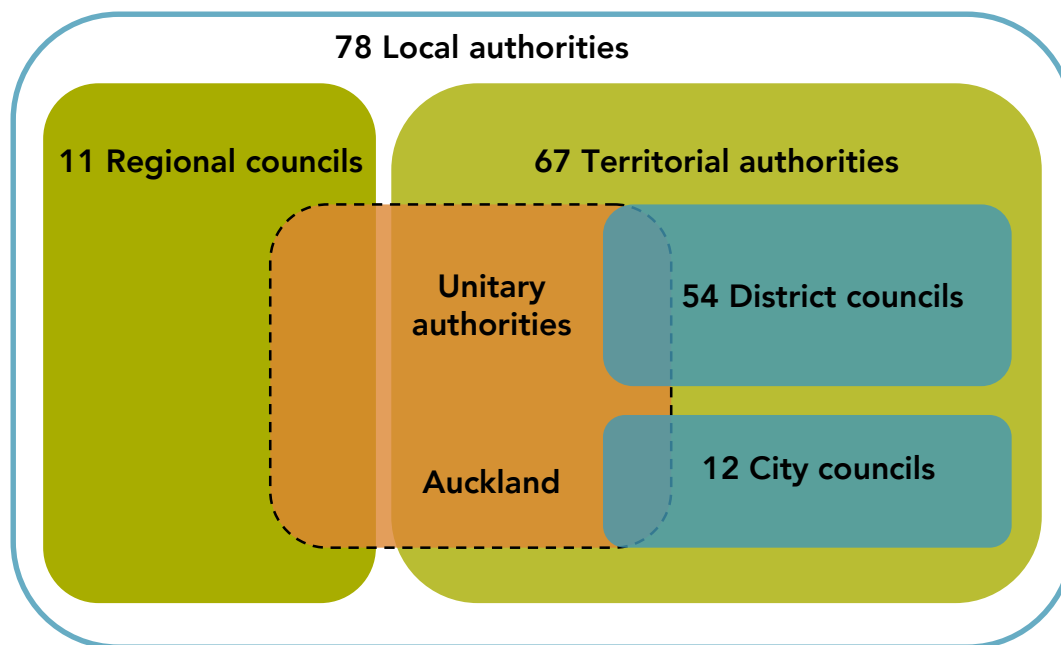 78 Local authorities
11 Regional councils
67 Territorial authorities
Unitary
authorities
54 District councils
Auckland
12 City councils